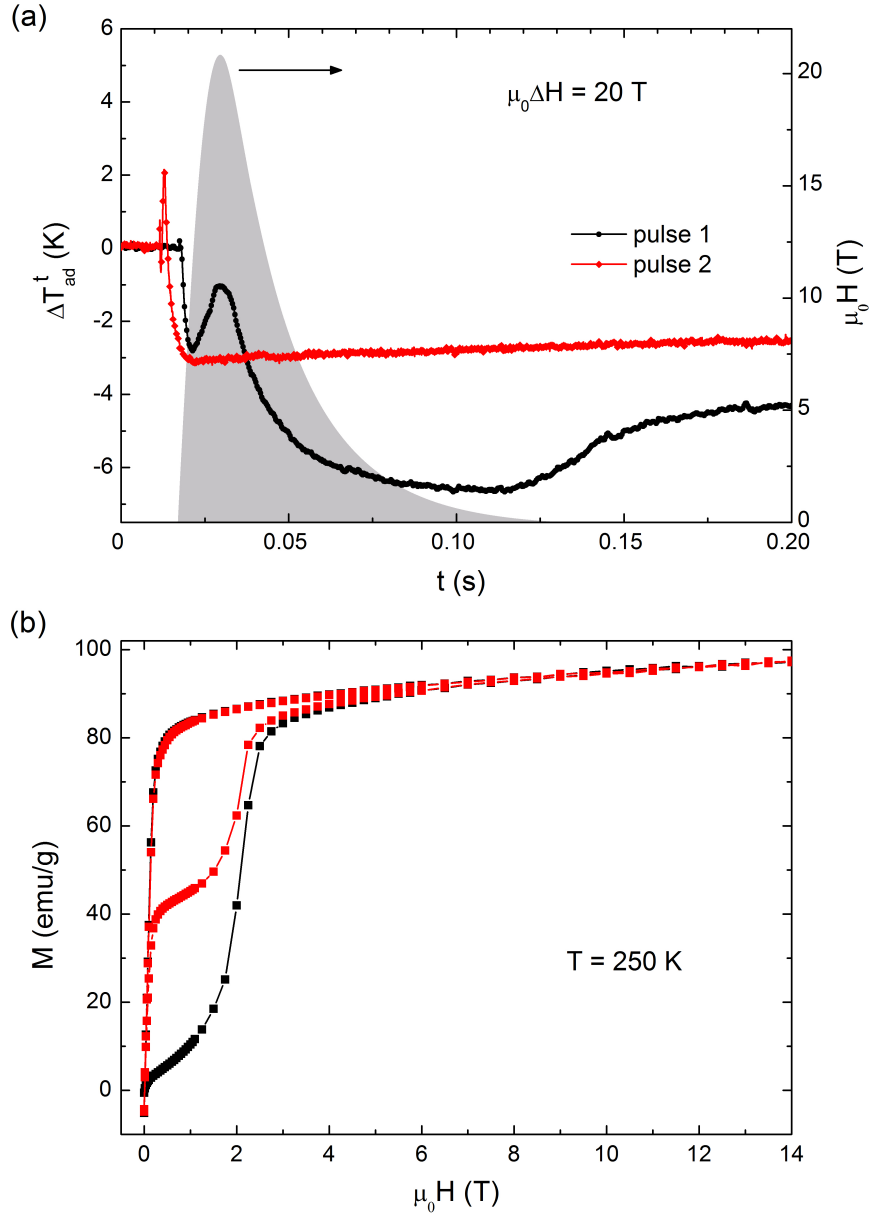 (a)
6
4
2
0
-2
-4
-6
ΔT_ad^t (K)
μ₀ΔH = 20 T
pulse 1
pulse 2
20
15
10
5
0
μ₀H (T)
0
0.05
0.10
0.15
0.20
t (s)
(b)
100
80
60
40
20
0
M (emu/g)
T = 250 K
0
2
4
6
8
10
12
14
μ₀H (T)